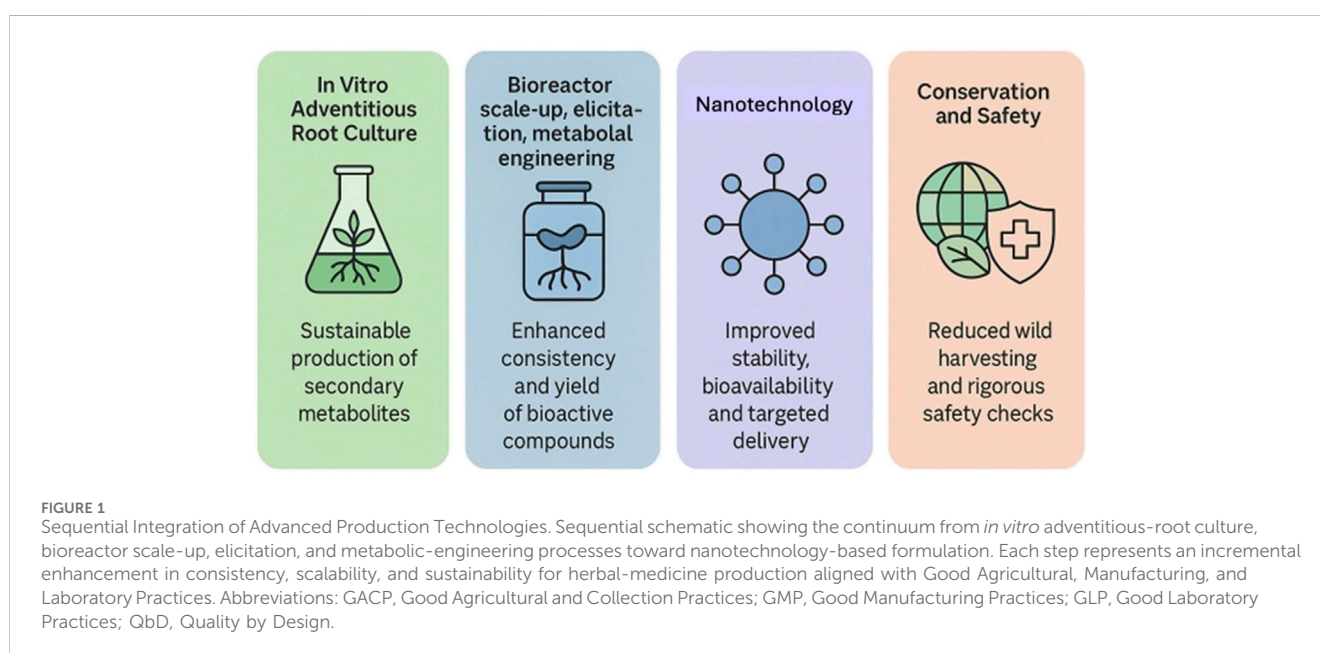 In Vitro
Adventitious
Root Culture
Sustainable
production of
secondary
metabolites
Bioreactor
scale-up, elicita-
tion, metabolal
engineering
Enhanced
consistency
and yield
of bioactive
compounds
Nanotechnology
Improved
stability,
bioavailability
and targeted
delivery
Conservation
and Safety
Reduced wild
harvesting
and rigorous
safety checks
FIGURE 1
Sequential Integration of Advanced Production Technologies. Sequential schematic showing the continuum from in vitro adventitious-root culture,
bioreactor scale-up, elicitation, and metabolic-engineering processes toward nanotechnology-based formulation. Each step represents an incremental
enhancement in consistency, scalability, and sustainability for herbal-medicine production aligned with Good Agricultural, Manufacturing, and
Laboratory Practices. Abbreviations: GACP, Good Agricultural and Collection Practices; GMP, Good Manufacturing Practices; GLP, Good Laboratory
Practices; QbD, Quality by Design.